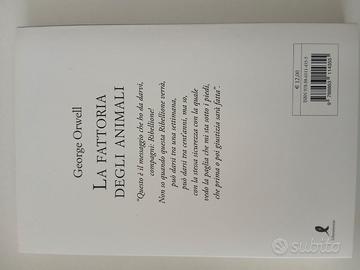 George Orwell
LA FATTORIA
DEGLI ANIMALI
"Questo è il messaggio che ho da darvi,
compagni: Ribellione!
Non so quando questa Ribellione verrà,
può darsi tra una settimana,
può darsi tra cent'anni, ma so,
con la stessa sicurezza con la quale
vedo la paglia che mi sta sotto i piedi,
che prima o poi giustizia sarà fatta".
€ 12,00
subito